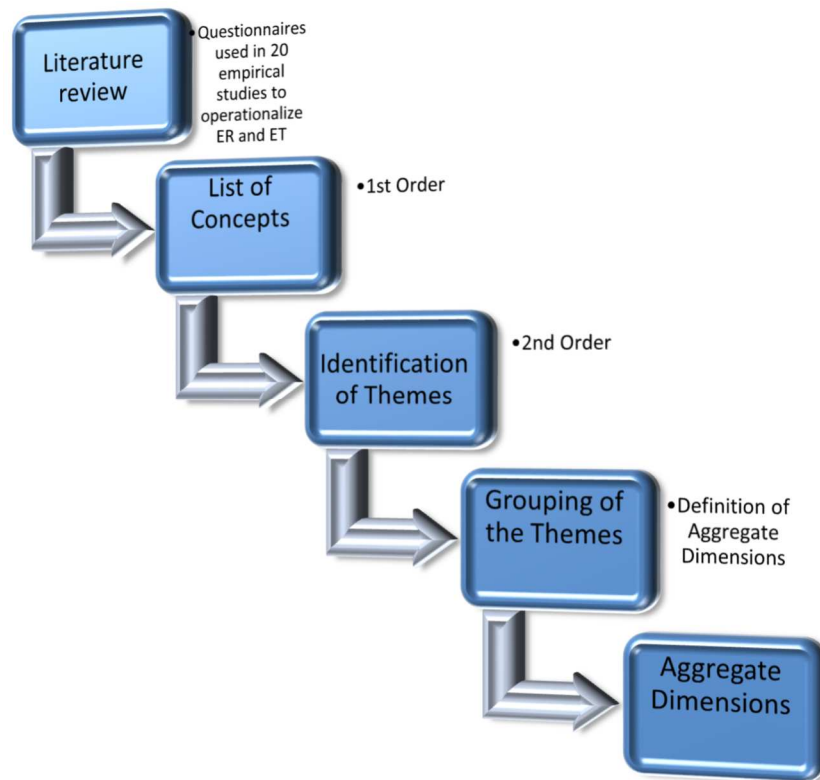 Literature
review
•Questionnaires
used in 20
empirical
studies to
operationalize
ER and ET
List of
Concepts
•1st Order
Identification
of Themes
•2nd Order
Grouping of
the Themes
•Definition of
Aggregate
Dimensions
Aggregate
Dimensions